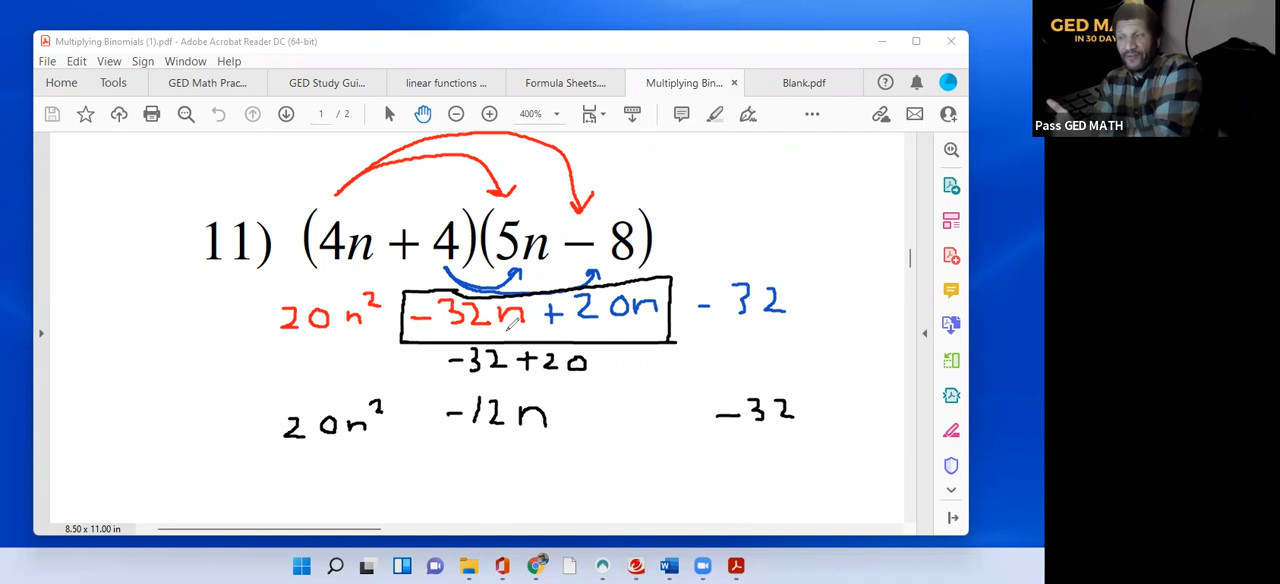 Multiplying Binomials (1).pdf - Adobe Acrobat Reader DC (64-bit)
File Edit View Sign Window Help
Home Tools GED Math Prac... GED Study Gui... linear functions ... Formula Sheets.... Multiplying Bin... × Blank.pdf
1 / 2 400%
11) (4n + 4)(5n − 8)
20n² -32n + 20n - 32
-32+20
20n² -12n -32
8.50 x 11.00 in
GED MA
IN 30 DAY
Pass GED MATH